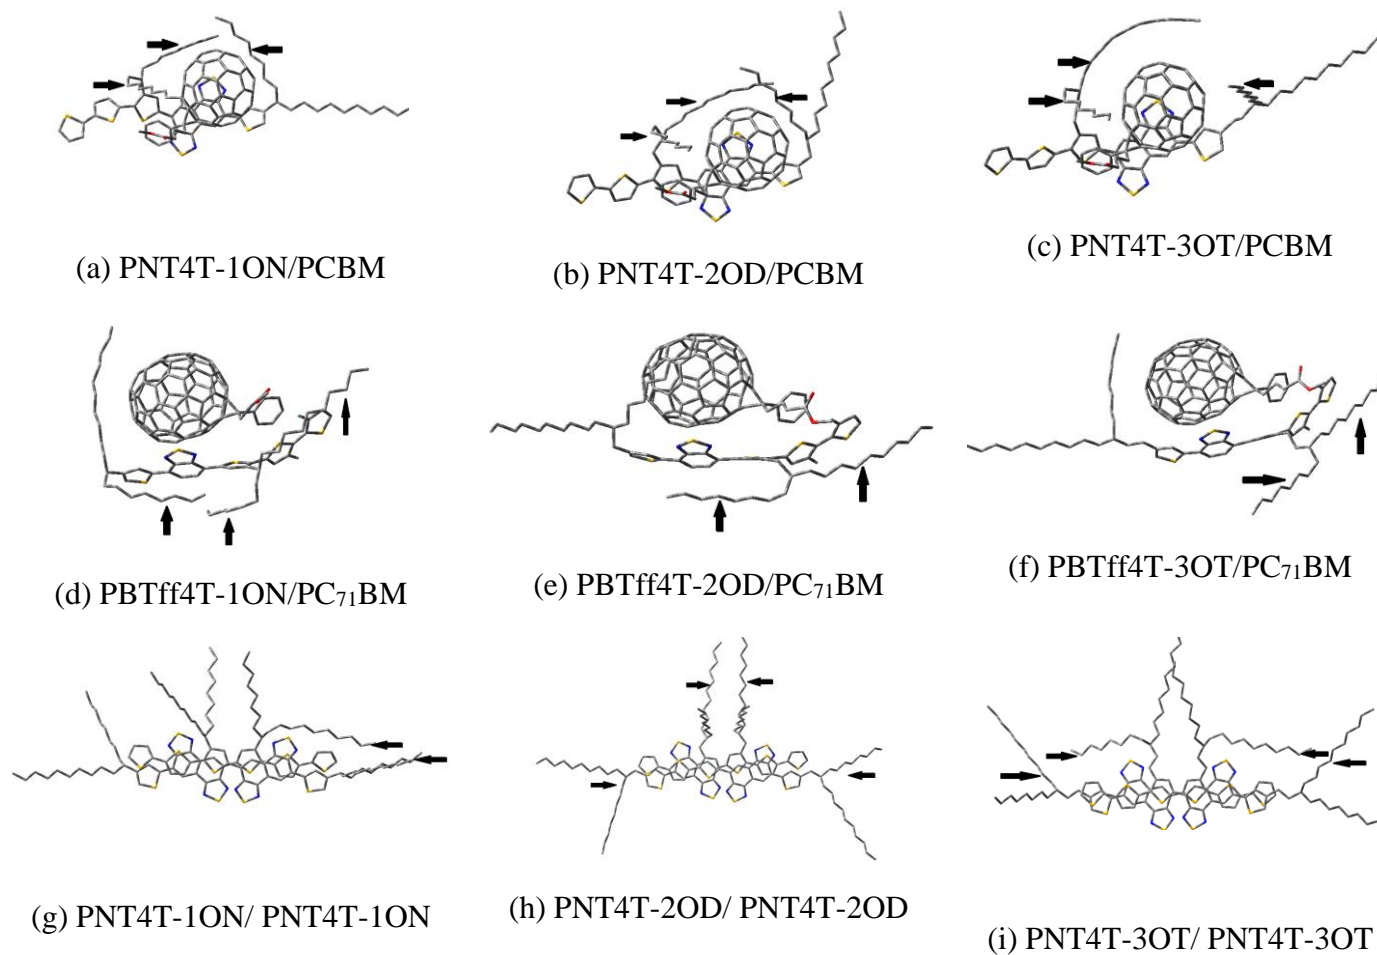 (a) PNT4T-1ON/PCBM
(b) PNT4T-2OD/PCBM
(c) PNT4T-3OT/PCBM
(d) PBTff4T-1ON/PC₇₁BM
(e) PBTff4T-2OD/PC₇₁BM
(f) PBTff4T-3OT/PC₇₁BM
(g) PNT4T-1ON/ PNT4T-1ON
(h) PNT4T-2OD/ PNT4T-2OD
(i) PNT4T-3OT/ PNT4T-3OT